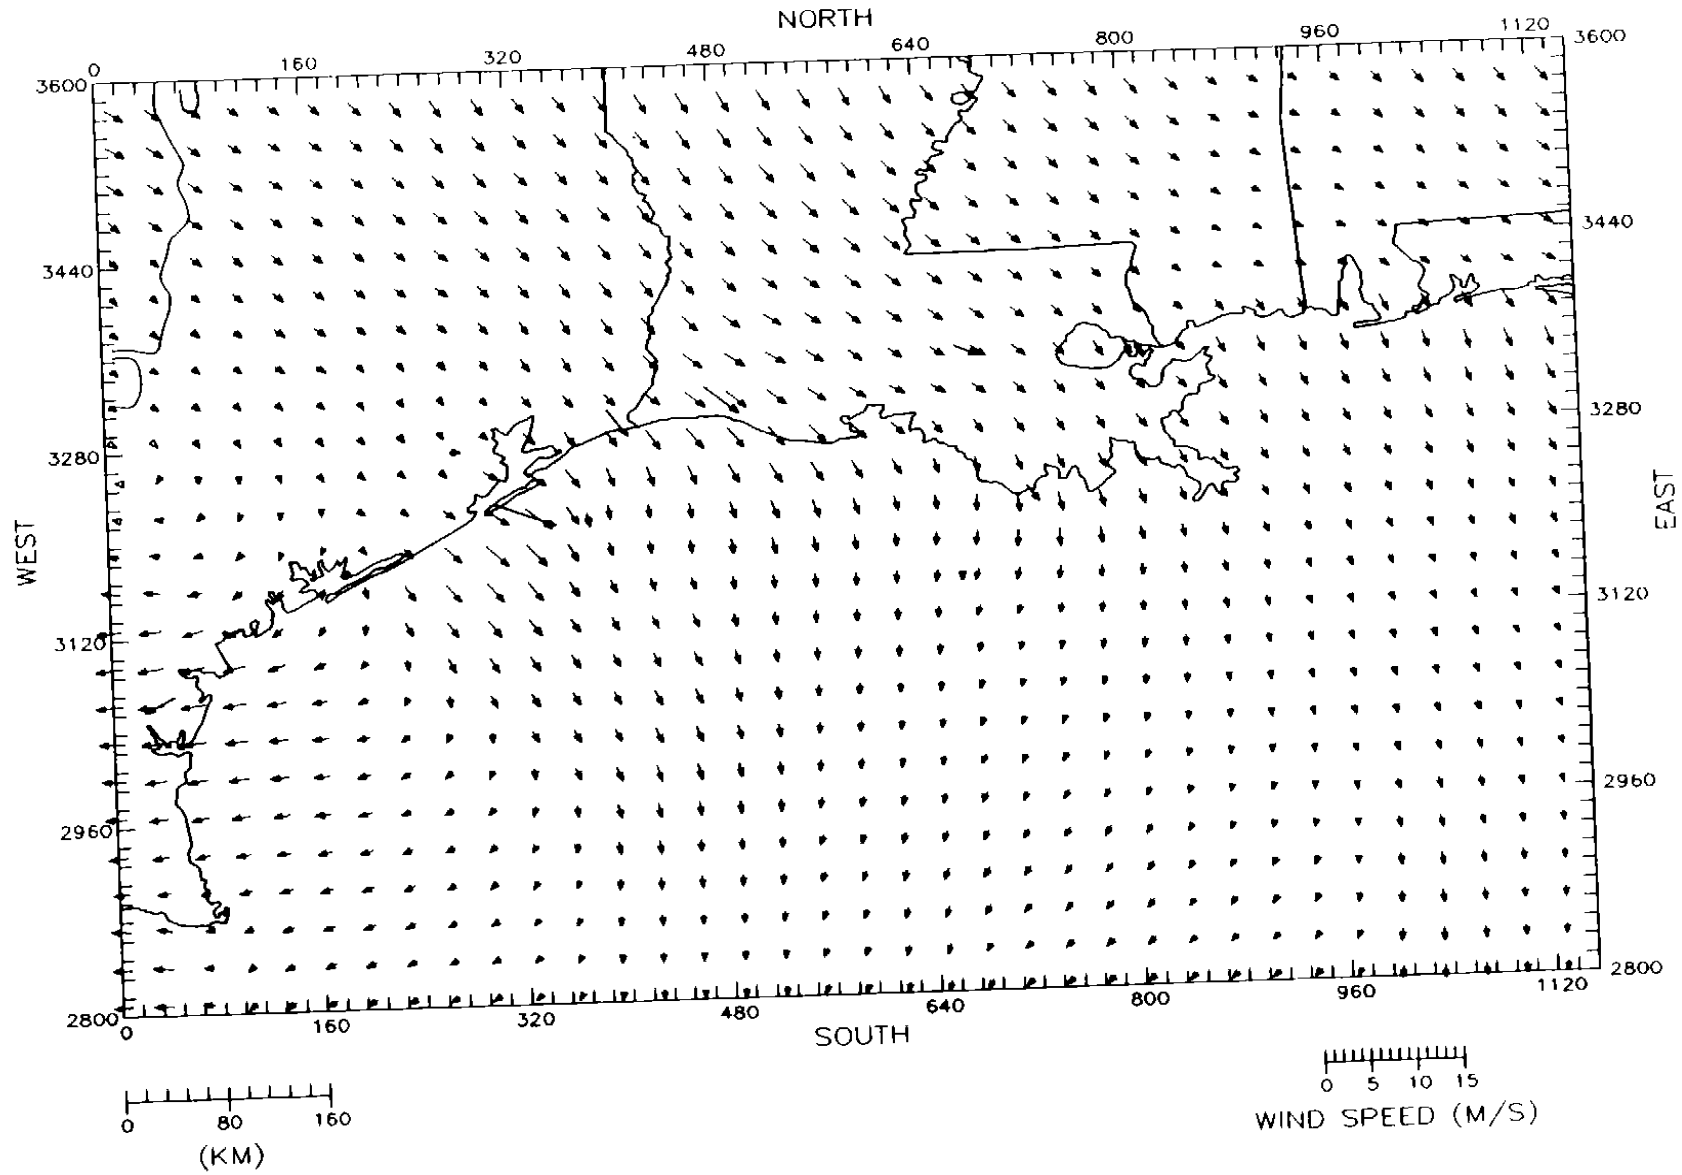 NORTH
0 160 320 480 640 800 960 1120
3600 3600
3440 3440
3280 3280
WEST EAST
3120 3120
2960 2960
2800 2800
0 160 320 480 640 800 960 1120
SOUTH
0 80 160
(KM)
0 5 10 15
WIND SPEED (M/S)